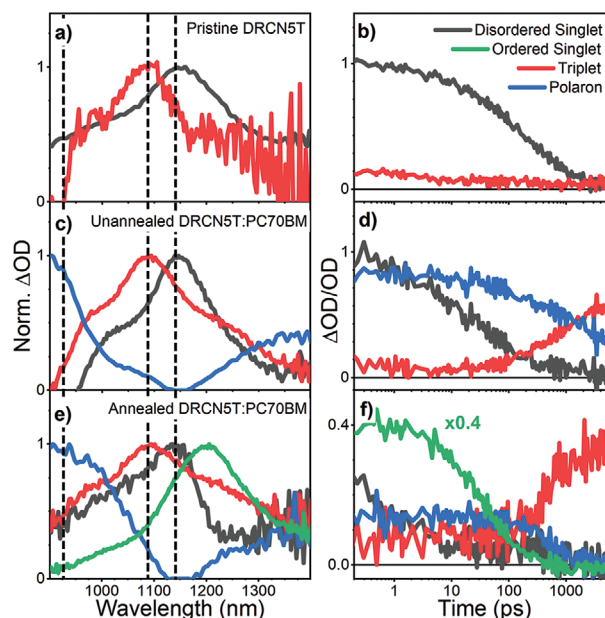 a)
Pristine DRCN5T
b)
Disordered Singlet
Ordered Singlet
Triplet
Polaron
1
0
1
0
c)
Unannealed DRCN5T:PC70BM
d)
Norm. ΔOD
ΔOD/OD
1
0
1
0
e)
Annealed DRCN5T:PC70BM
f)
x0.4
1
0
0.4
0.0
1000 1100 1200 1300
1 10 100 1000
Wavelength (nm)
Time (ps)